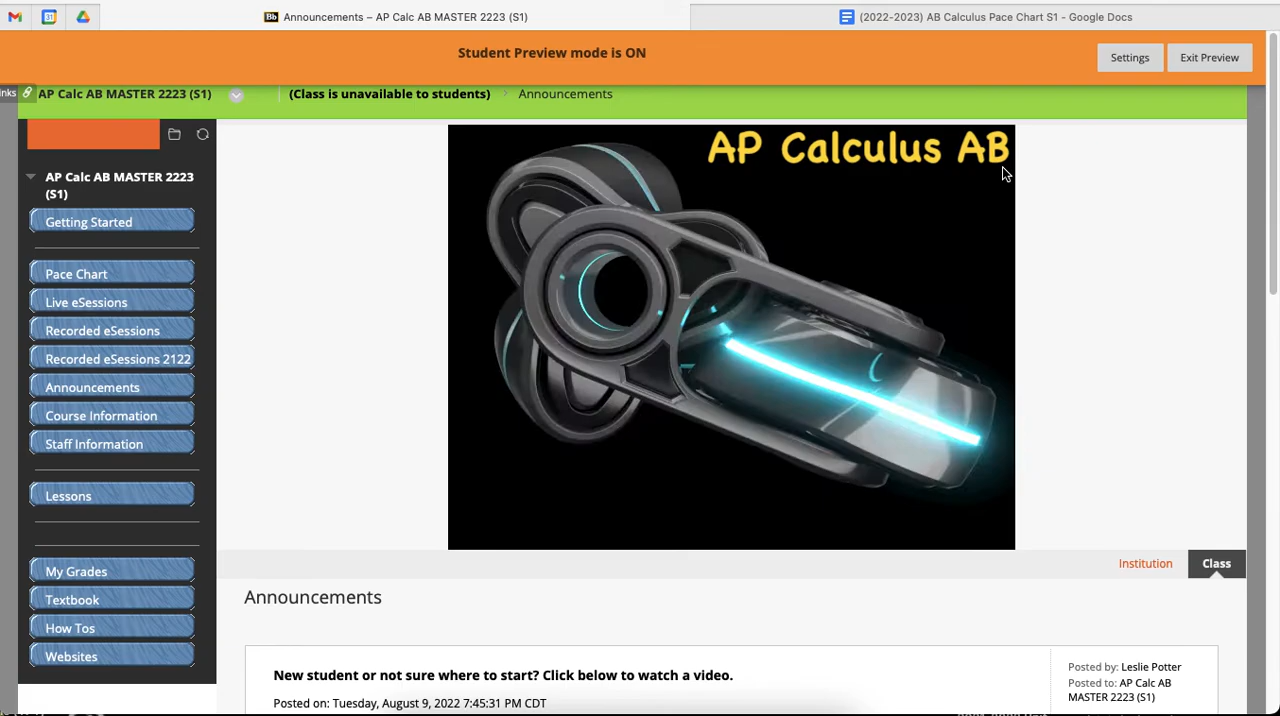 Announcements – AP Calc AB MASTER 2223 (S1)
(2022-2023) AB Calculus Pace Chart S1 - Google Docs
Student Preview mode is ON
Settings
Exit Preview
inks
AP Calc AB MASTER 2223 (S1)
(Class is unavailable to students)
Announcements
AP Calculus AB
AP Calc AB MASTER 2223
(S1)
Getting Started
Pace Chart
Live eSessions
Recorded eSessions
Recorded eSessions 2122
Announcements
Course Information
Staff Information
Lessons
My Grades
Textbook
How Tos
Websites
Institution
Class
Announcements
New student or not sure where to start? Click below to watch a video.
Posted on: Tuesday, August 9, 2022 7:45:31 PM CDT
Posted by: Leslie Potter
Posted to: AP Calc AB
MASTER 2223 (S1)